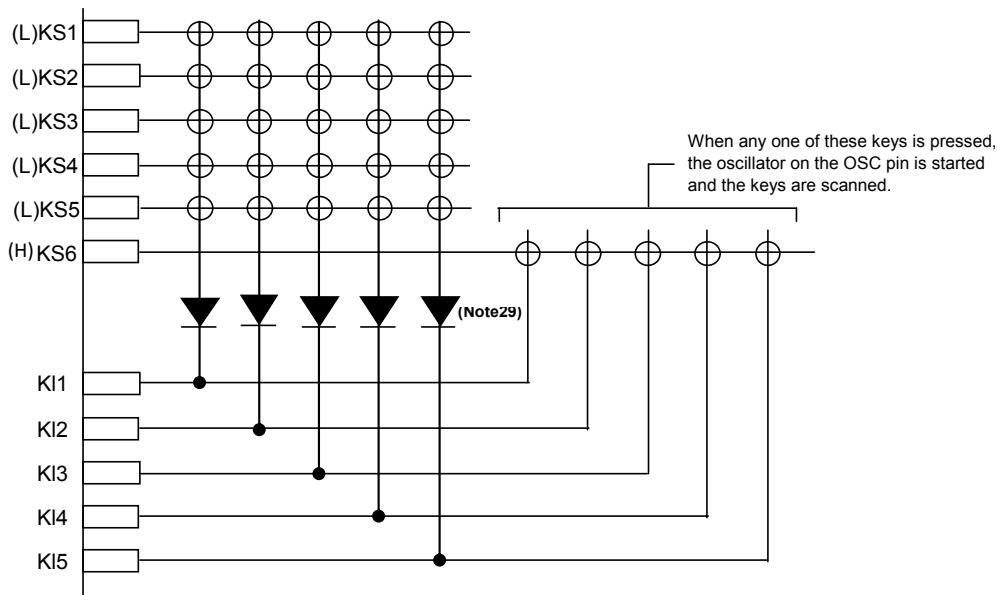 (L)KS1
(L)KS2
(L)KS3
(L)KS4
(L)KS5
(H)KS6
When any one of these keys is pressed,
the oscillator on the OSC pin is started
and the keys are scanned.
(Note29)
KI1
KI2
KI3
KI4
KI5